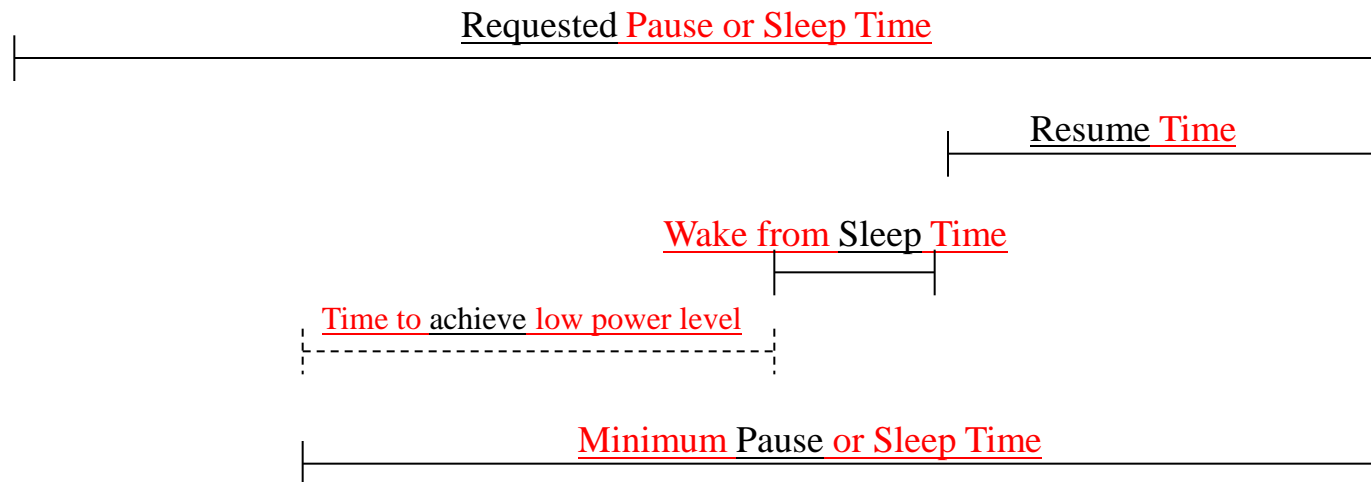 Requested Pause or Sleep Time
Resume Time
Wake from Sleep Time
Time to achieve low power level
Minimum Pause or Sleep Time